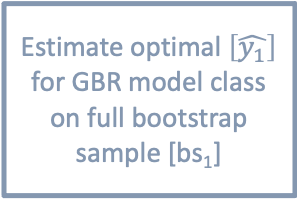 Estimate optimal [ŷ₁]
for GBR model class
on full bootstrap
sample [bs₁]